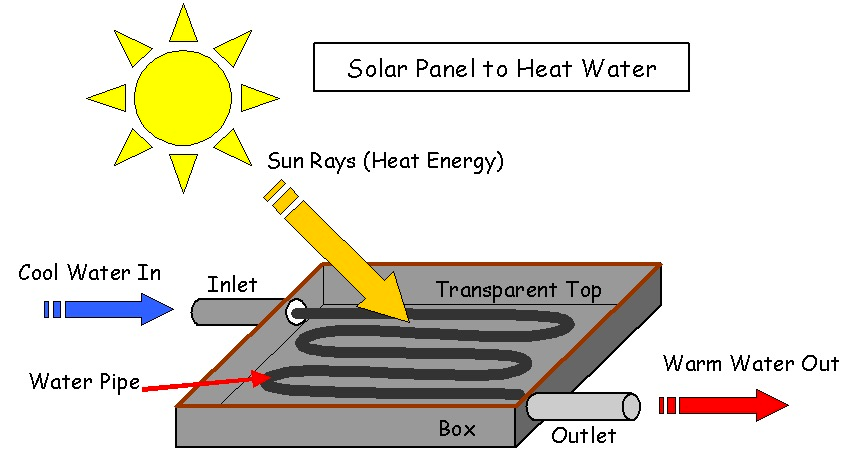 Solar Panel to Heat Water
Sun Rays (Heat Energy)
Cool Water In
Inlet
Transparent Top
Warm Water Out
Water Pipe
Box
Outlet